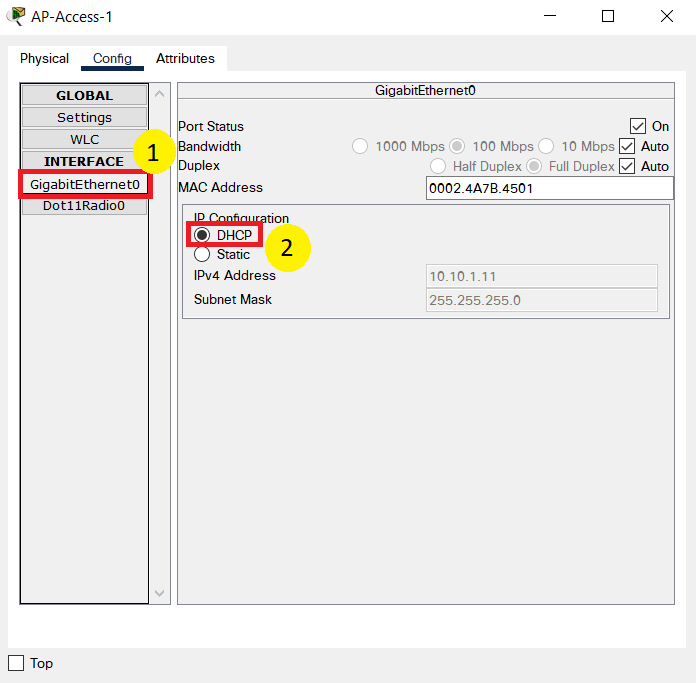 AP-Access-1
Physical Config Attributes
GLOBAL
Settings
WLC
INTERFACE
GigabitEthernet0
Dot11Radio0
1
GigabitEthernet0
Port Status On
Bandwidth 1000 Mbps 100 Mbps 10 Mbps Auto
Duplex Half Duplex Full Duplex Auto
MAC Address 0002.4A7B.4501
IP Configuration
DHCP
2
Static
IPv4 Address 10.10.1.11
Subnet Mask 255.255.255.0
Top